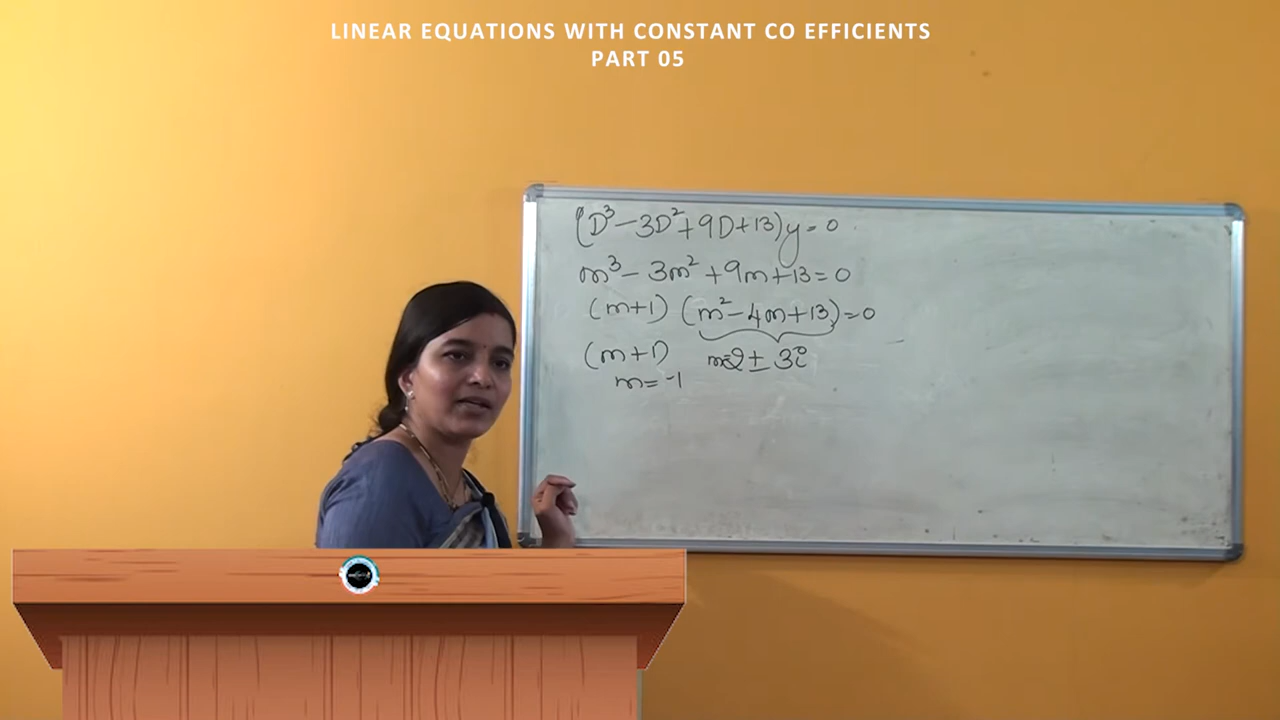 LINEAR EQUATIONS WITH CONSTANT CO EFFICIENTS
PART 05
(D³-3D²+9D+13)y=0
m³-3m²+9m+13=0
(m+1) (m²-4m+13)=0
(m+1) m=2±3i
m=-1